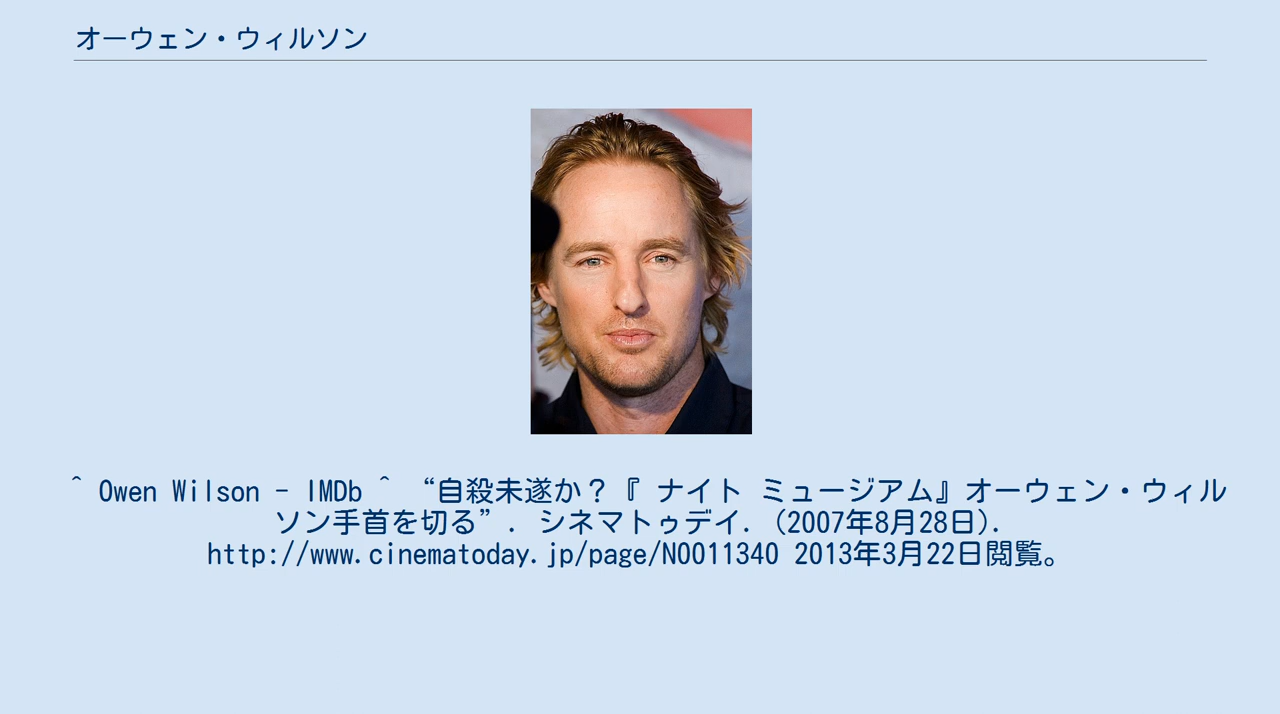 オーウェン・ウィルソン
^ Owen Wilson - IMDb ^ “自殺未遂か？『 ナイト ミュージアム』オーウェン・ウィル
ソン手首を切る”. シネマトゥデイ. (2007年8月28日).
http://www.cinematoday.jp/page/N0011340 2013年3月22日閲覧。